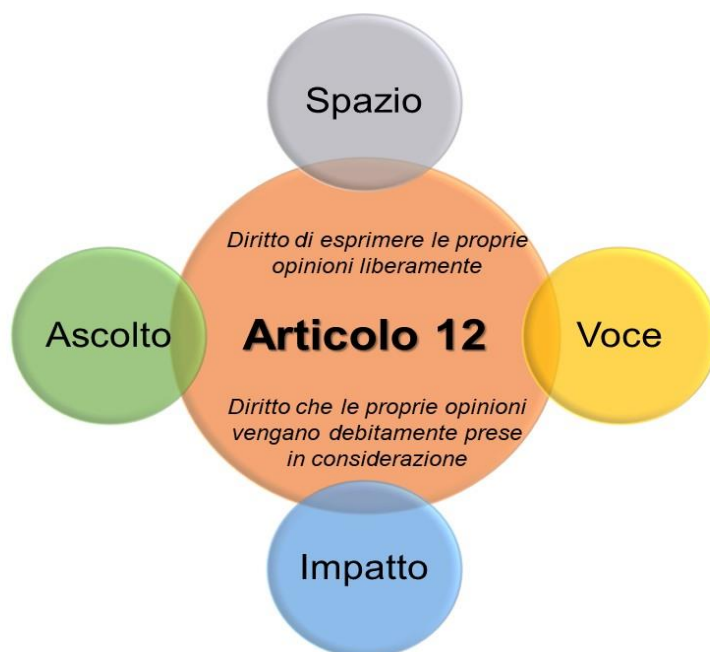 Spazio
Diritto di esprimere le proprie
opinioni liberamente
Ascolto
Articolo 12
Voce
Diritto che le proprie opinioni
vengano debitamente prese
in considerazione
Impatto